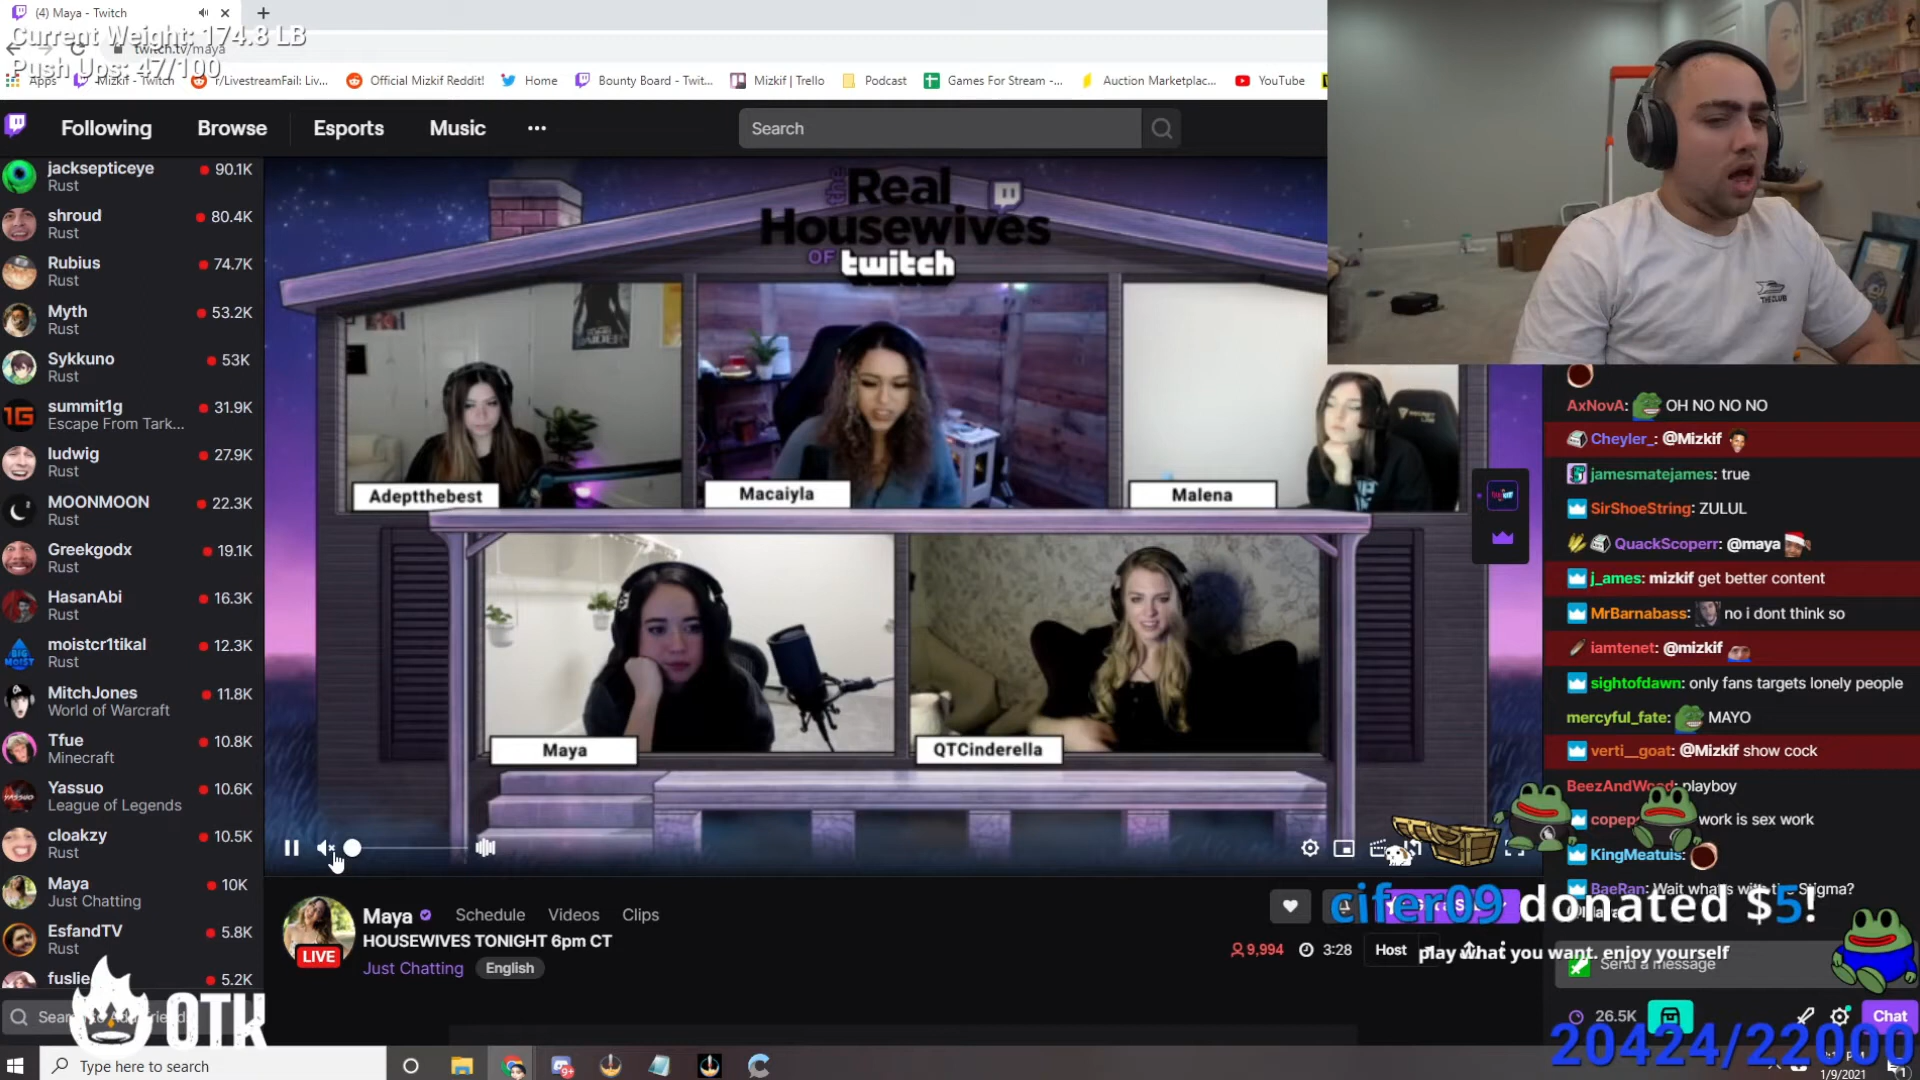 (4) Maya - Twitch
Current Weight: 174.8 LB
twitch.tv/maya
Push Ups: 47/100
Apps
Mizkif - Twitch
r/LivestreamFail: Liv...
Official Mizkif Reddit!
Home
Bounty Board - Twit...
Mizkif | Trello
Podcast
Games For Stream -...
Auction Marketplac...
YouTube
Following
Browse
Esports
Music
Search
jacksepticeye 90.1K
Rust
shroud 80.4K
Rust
Rubius 74.7K
Rust
Myth 53.2K
Rust
Sykkuno 53K
Rust
summit1g 31.9K
Escape From Tark...
ludwig 27.9K
Rust
MOONMOON 22.3K
Rust
Greekgodx 19.1K
Rust
HasanAbi 16.3K
Rust
moistcr1tikal 12.3K
Rust
MitchJones 11.8K
World of Warcraft
Tfue 10.8K
Minecraft
Yassuo 10.6K
League of Legends
cloakzy 10.5K
Rust
Maya 10K
Just Chatting
EsfandTV 5.8K
Rust
fuslie 5.2K
OTK
the Real
Housewives
OF twitch
Adeptthebest
Macaiyla
Malena
Maya
QTCinderella
THE CLUB
AxNovA: OH NO NO NO
Cheyler_: @Mizkif
jamesmatejames: true
SirShoeString: ZULUL
QuackScoperr: @maya
j_ames: mizkif get better content
MrBarnabass: no i dont think so
iamtenet: @mizkif
sightofdawn: only fans targets lonely people
mercyful_fate: MAYO
verti__goat: @Mizkif show cock
playboy
work is sex work
KingMeatuis:
BaeRan: Wait what's with the Stigma?
cifer09 donated $5!
play what you want. enjoy yourself
Send a message
26.5K
Chat
20424/22000
LIVE
Maya
Schedule
Videos
Clips
HOUSEWIVES TONIGHT 6pm CT
Just Chatting
English
9,994
3:28
Host
Type here to search
1/9/2021